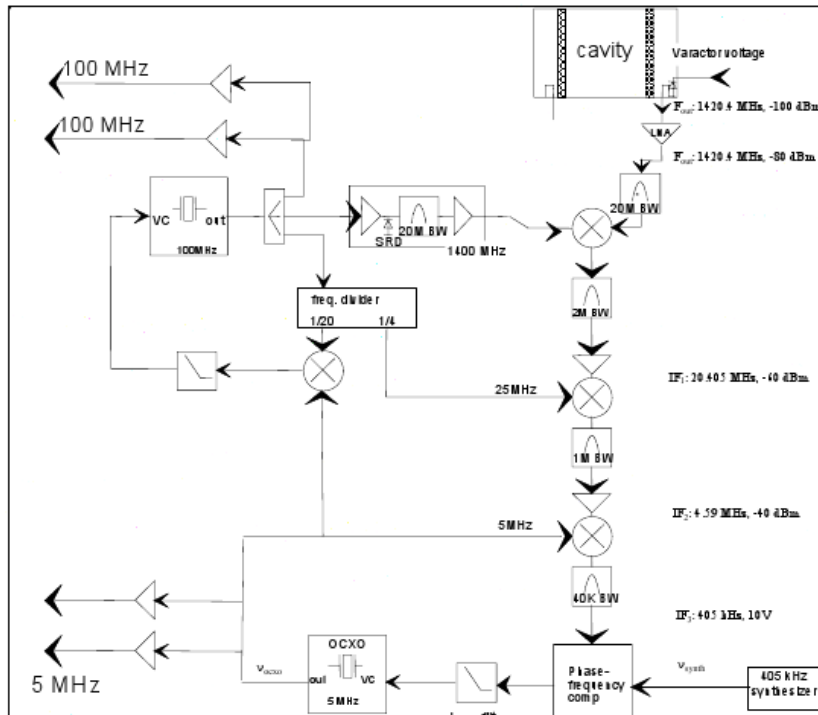 cavity
Varactor voltage
F_out: 1420.4 MHz, -100 dBm
LNA
F_out: 1420.4 MHz, -80 dBm
20M BW
100 MHz
100 MHz
VC
out
100MHz
SRD
20M BW
1400 MHz
2M BW
freq. divider
1/20
1/4
25MHz
IF1: 20.405 MHz, -60 dBm
1M BW
5MHz
IF2: 4.59 MHz, -40 dBm
40K BW
IF3: 405 kHz, 10V
5 MHz
νocxo
OCXO
out
VC
5MHz
Phase-
frequency
comp
νsynth
405 kHz
synthesizer